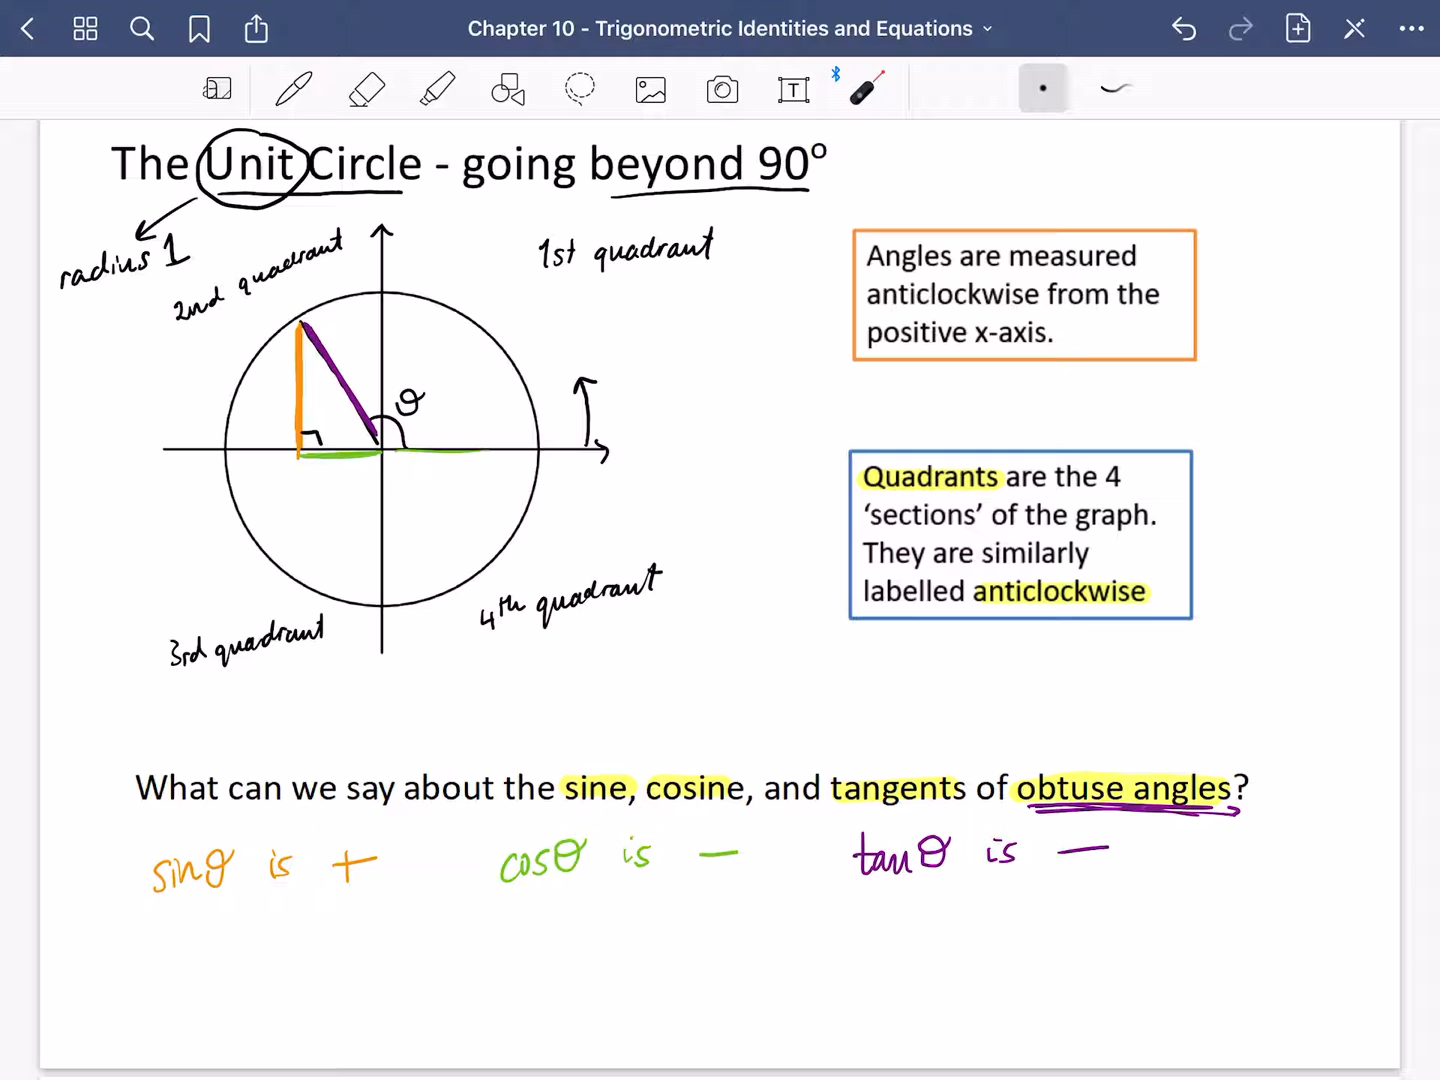 Chapter 10 - Trigonometric Identities and Equations
The Unit Circle - going beyond 90°
radius 1
2nd quadrant
1st quadrant
θ
3rd quadrant
4th quadrant
Angles are measured
anticlockwise from the
positive x-axis.
Quadrants are the 4
‘sections’ of the graph.
They are similarly
labelled anticlockwise
What can we say about the sine, cosine, and tangents of obtuse angles?
sinθ is + cosθ is − tanθ is −